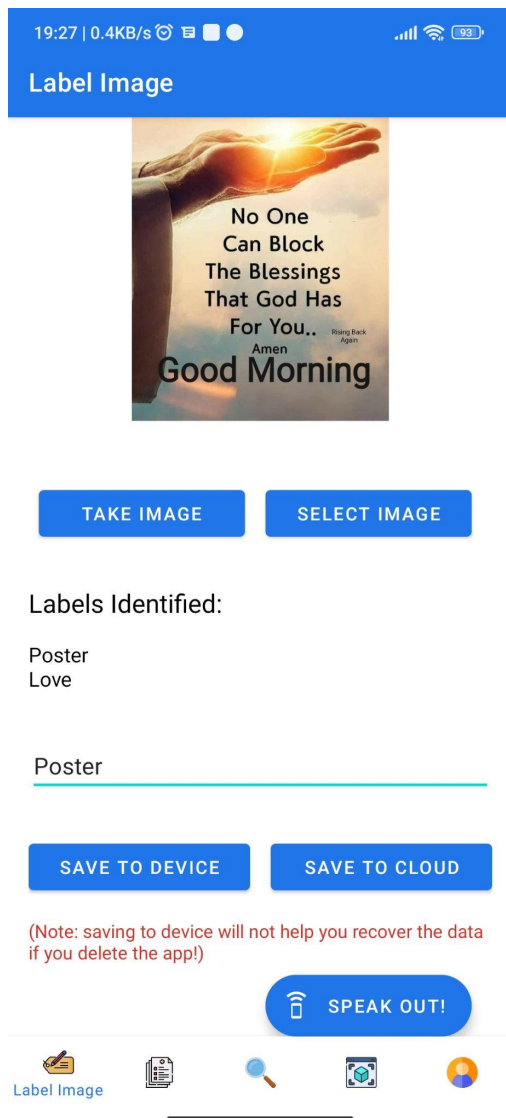 19:27 | 0.4KB/s
93
Label Image
No One
Can Block
The Blessings
That God Has
For You..
Rising Back
Again
Amen
Good Morning
TAKE IMAGE
SELECT IMAGE
Labels Identified:
Poster
Love
Poster
SAVE TO DEVICE
SAVE TO CLOUD
(Note: saving to device will not help you recover the data
if you delete the app!)
SPEAK OUT!
Label Image